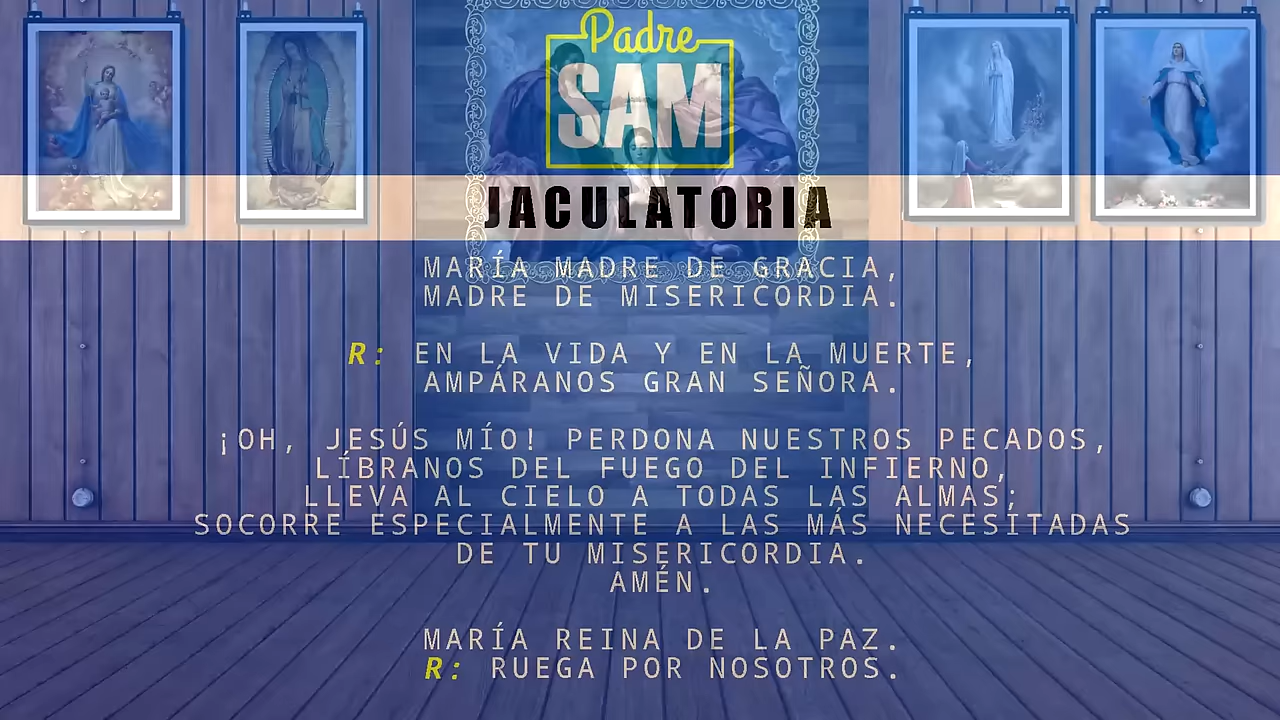 Padre
SAM
JACULATORIA
MARÍA MADRE DE GRACIA,
MADRE DE MISERICORDIA.
R: EN LA VIDA Y EN LA MUERTE,
AMPÁRANOS GRAN SEÑORA.
¡OH, JESÚS MÍO! PERDONA NUESTROS PECADOS,
LÍBRANOS DEL FUEGO DEL INFIERNO,
LLEVA AL CIELO A TODAS LAS ALMAS;
SOCORRE ESPECIALMENTE A LAS MÁS NECESITADAS
DE TU MISERICORDIA.
AMÉN.
MARÍA REINA DE LA PAZ.
R: RUEGA POR NOSOTROS.